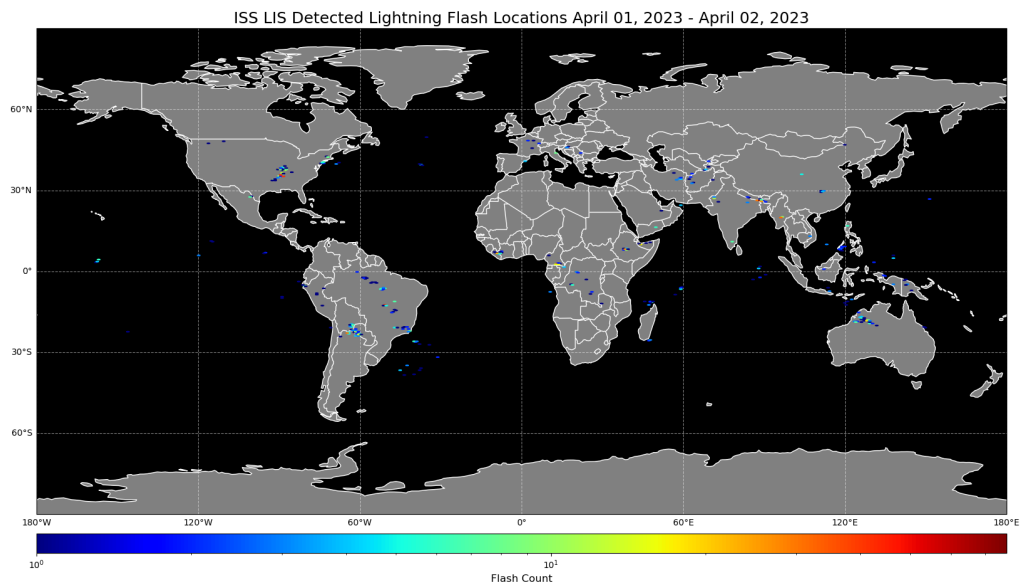 ISS LIS Detected Lightning Flash Locations April 01, 2023 - April 02, 2023
60°N
30°N
0°
30°S
60°S
180°W 120°W 60°W 0° 60°E 120°E 180°E
10⁰ 10¹
Flash Count